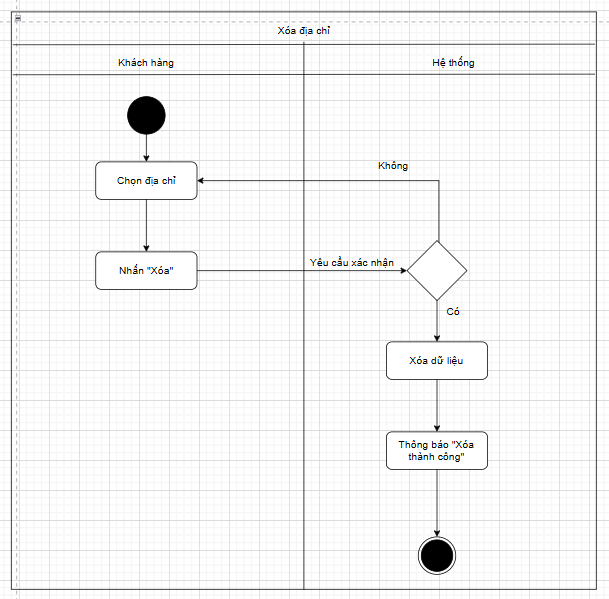 Xóa địa chỉ
Khách hàng
Hệ thống
Không
Chọn địa chỉ
Nhấn "Xóa"
Yêu cầu xác nhận
Có
Xóa dữ liệu
Thông báo "Xóa
thành công"